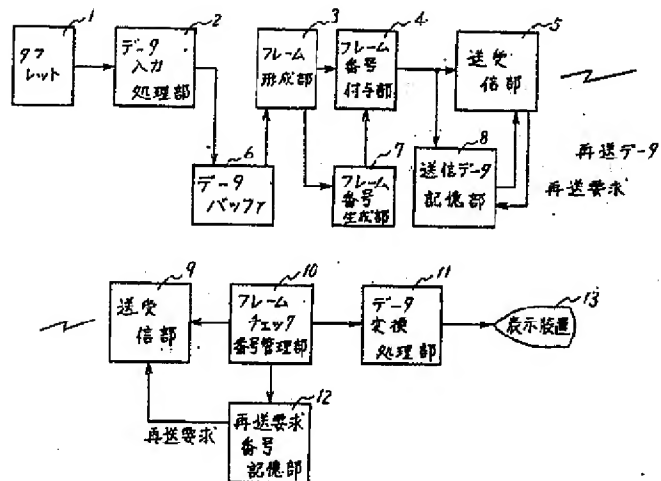 1
タブ
レット
2
データ
入力
処理部
3
フレーム
形成部
4
フレーム
番号
付与部
5
送受
信部
6
データ
バッファ
7
フレーム
番号
生成部
8
送信データ
記憶部
再送データ
再送要求
9
送受
信部
10
フレーム
チェック
番号管理部
11
データ
変換
処理部
12
再送要求
番号
記憶部
再送要求
13
表示装置